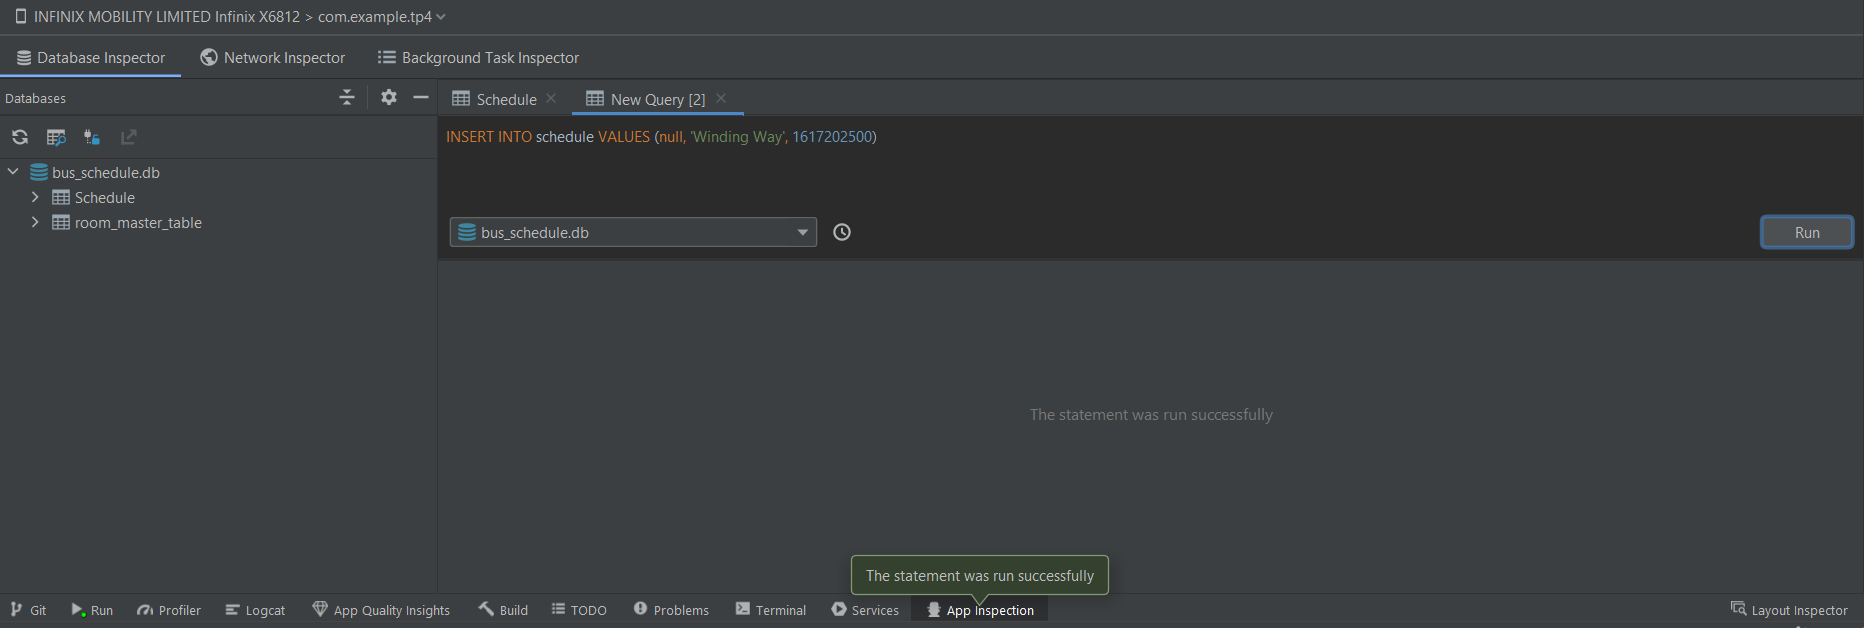 INFINIX MOBILITY LIMITED Infinix X6812 > com.example.tp4
Database Inspector Network Inspector Background Task Inspector
Databases
Schedule New Query [2]
INSERT INTO schedule VALUES (null, 'Winding Way', 1617202500)
bus_schedule.db
Schedule
room_master_table
bus_schedule.db
Run
The statement was run successfully
The statement was run successfully
Git Run Profiler Logcat App Quality Insights Build TODO Problems Terminal Services App Inspection Layout Inspector